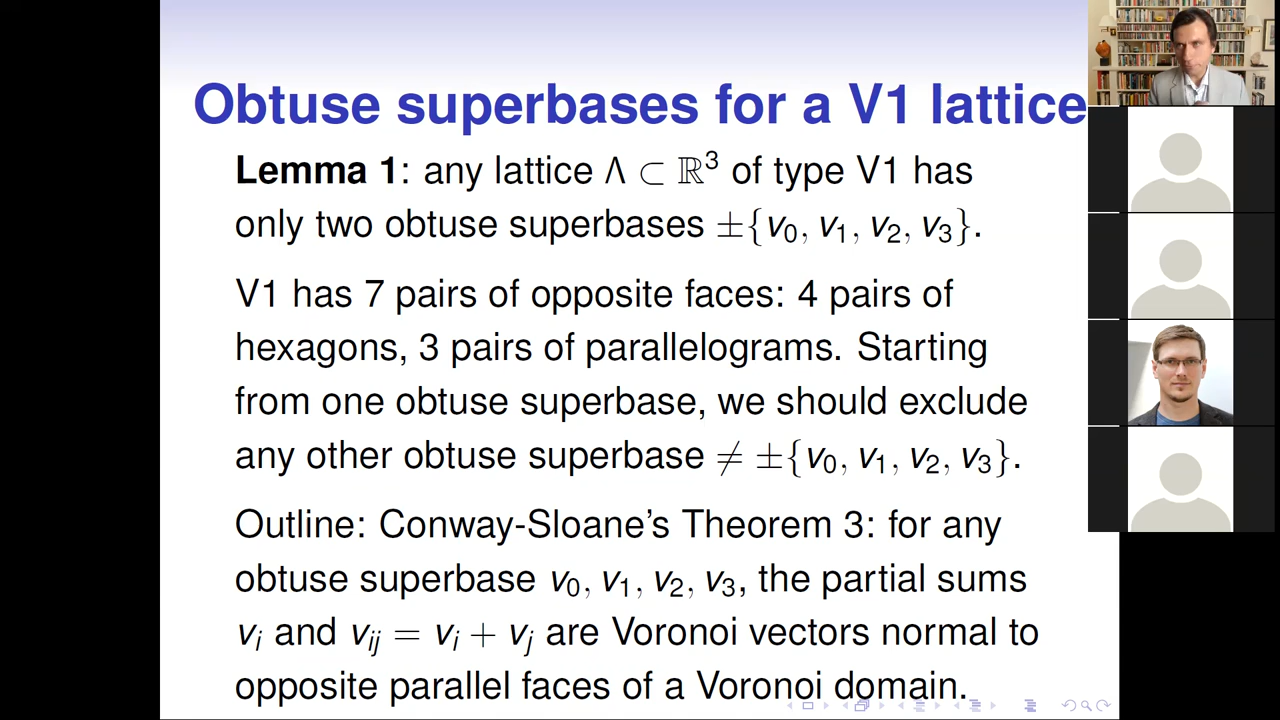 Obtuse superbases for a V1 lattice
Lemma 1: any lattice Λ ⊂ ℝ³ of type V1 has
only two obtuse superbases ±{v₀, v₁, v₂, v₃}.
V1 has 7 pairs of opposite faces: 4 pairs of
hexagons, 3 pairs of parallelograms. Starting
from one obtuse superbase, we should exclude
any other obtuse superbase ≠ ±{v₀, v₁, v₂, v₃}.
Outline: Conway-Sloane's Theorem 3: for any
obtuse superbase v₀, v₁, v₂, v₃, the partial sums
vᵢ and vᵢⱼ = vᵢ + vⱼ are Voronoi vectors normal to
opposite parallel faces of a Voronoi domain.